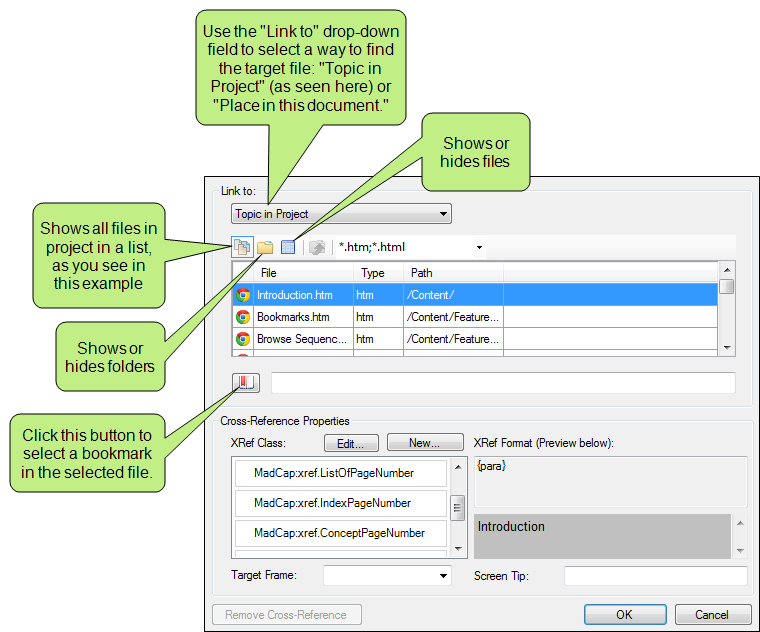 Use the "Link to" drop-down
field to select a way to find
the target file: "Topic in
Project" (as seen here) or
"Place in this document."
Shows or
hides files
Shows all files in
project in a list,
as you see in
this example
Shows or
hides folders
Click this button to
select a bookmark
in the selected file.
Link to:
Topic in Project
*.htm;*.html
File Type Path
Introduction.htm htm /Content/
Bookmarks.htm htm /Content/Feature...
Browse Sequenc... htm /Content/Feature...
Cross-Reference Properties
XRef Class: Edit... New... XRef Format (Preview below):
MadCap:xref.ListOfPageNumber
MadCap:xref.IndexPageNumber
MadCap:xref.ConceptPageNumber
{para}
Introduction
Target Frame: Screen Tip:
Remove Cross-Reference OK Cancel